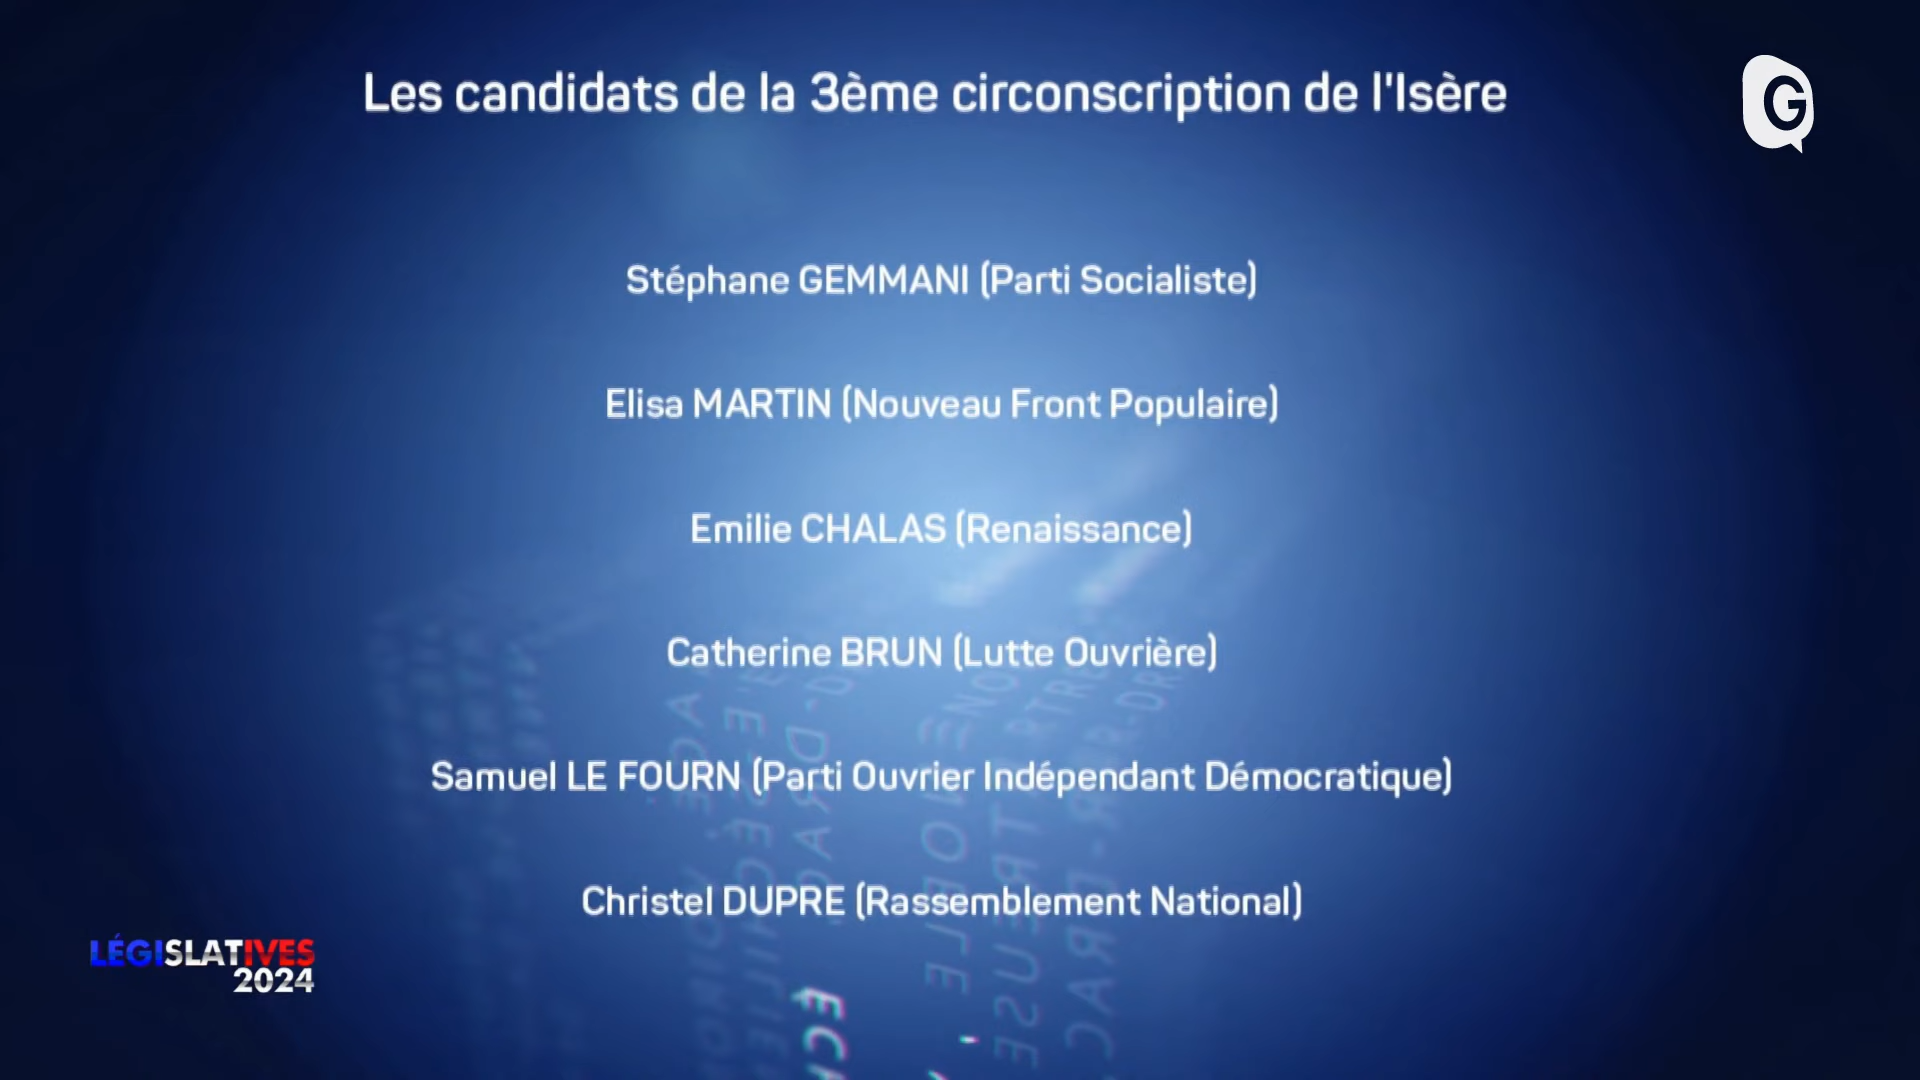 Les candidats de la 3ème circonscription de l'Isère
G
Stéphane GEMMANI (Parti Socialiste)
Elisa MARTIN (Nouveau Front Populaire)
Emilie CHALAS (Renaissance)
Catherine BRUN (Lutte Ouvrière)
Samuel LE FOURN (Parti Ouvrier Indépendant Démocratique)
Christel DUPRE (Rassemblement National)
LÉGISLATIVES
2024